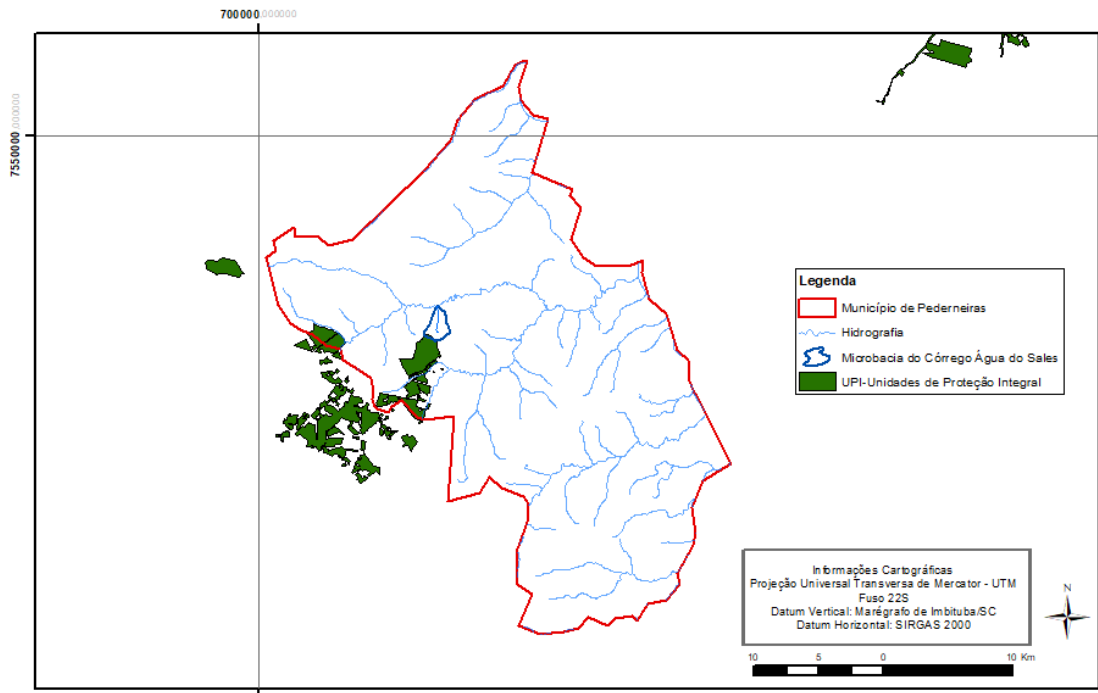 700000,000000
7550000,000000
Legenda
Município de Pederneiras
Hidrografia
Microbacia do Córrego Água do Sales
UPI-Unidades de Proteção Integral
Informações Cartográficas
Projeção Universal Transversa de Mercator - UTM
Fuso 22S
Datum Vertical: Marégrafo de Imbituba/SC
Datum Horizontal: SIRGAS 2000
N
10 5 0 10 Km